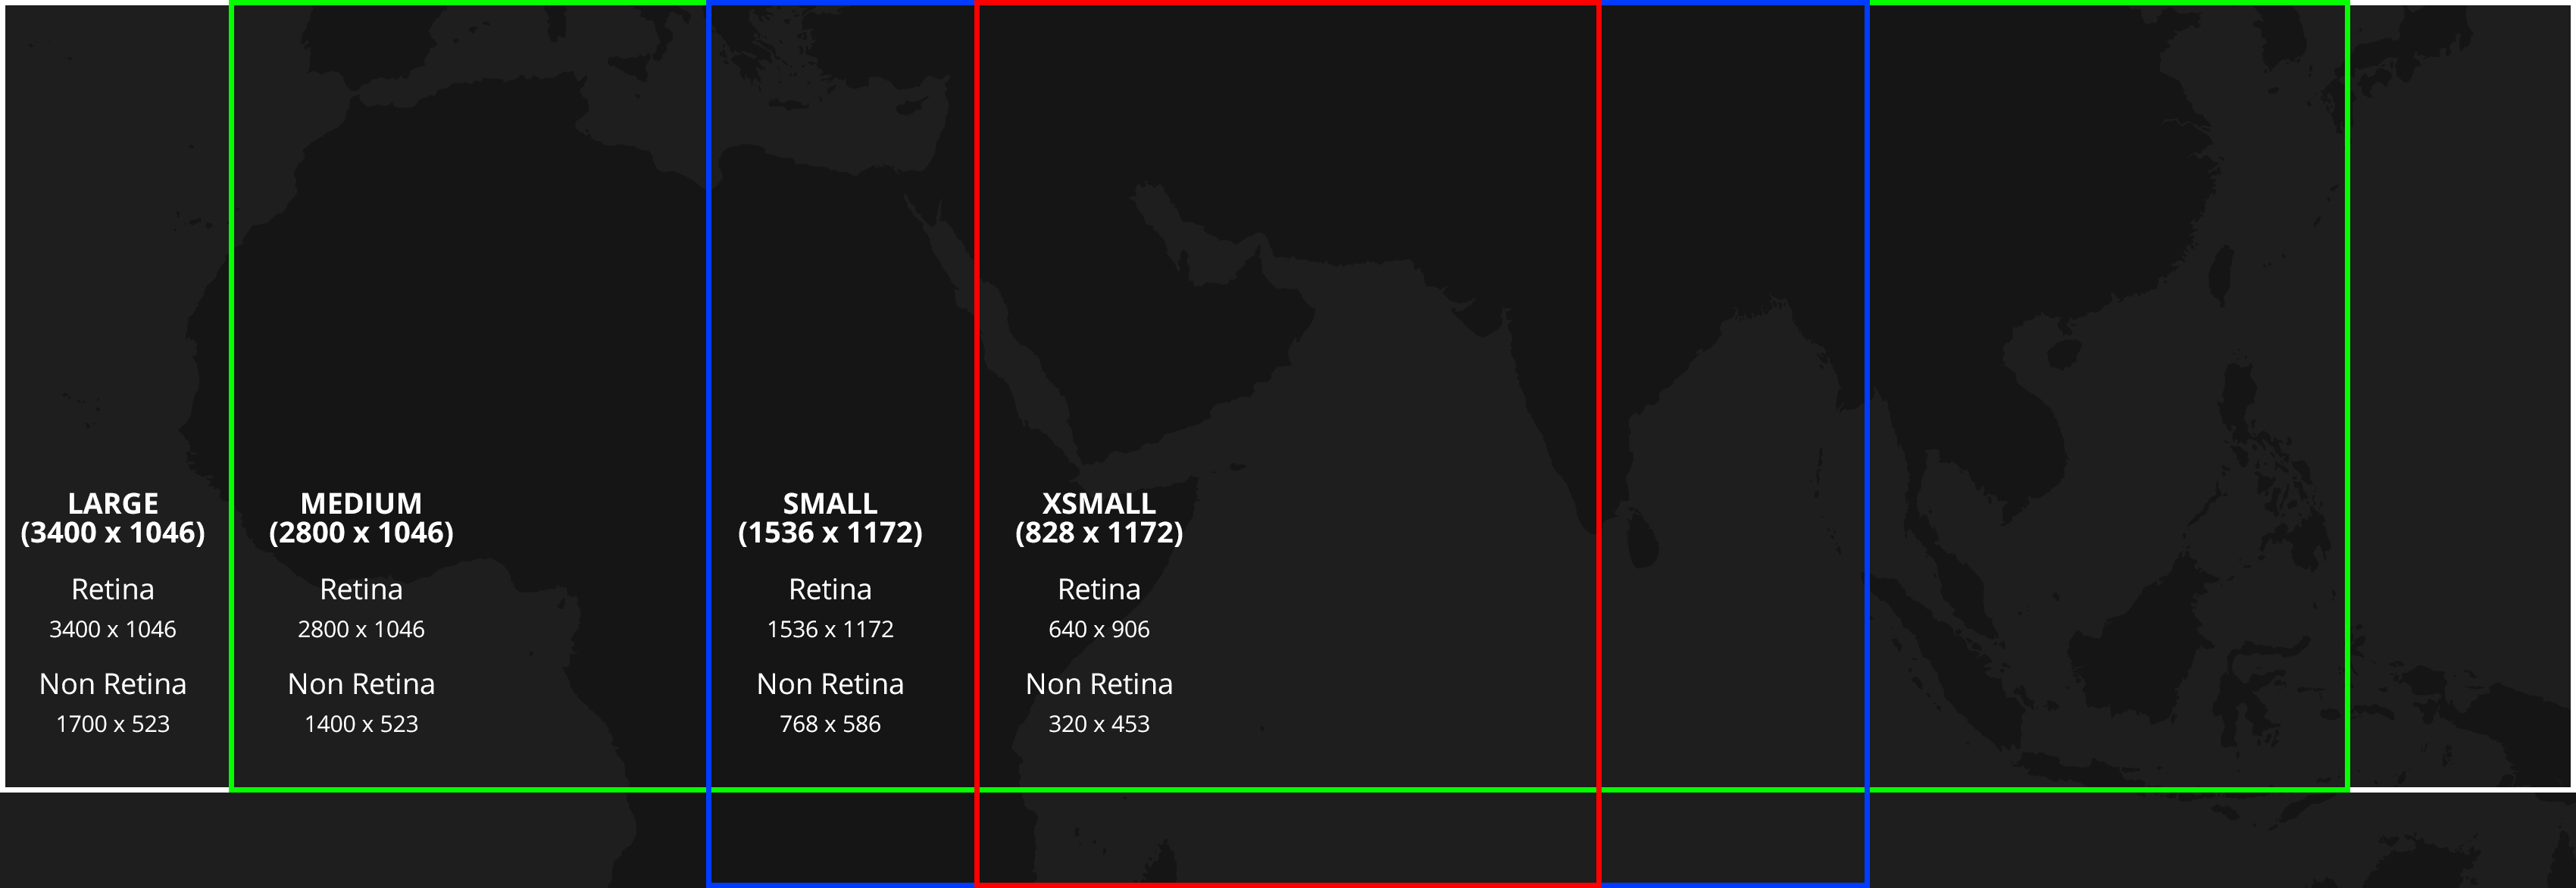 LARGE
(3400 x 1046)
Retina
3400 x 1046
Non Retina
1700 x 523
MEDIUM
(2800 x 1046)
Retina
2800 x 1046
Non Retina
1400 x 523
SMALL
(1536 x 1172)
Retina
1536 x 1172
Non Retina
768 x 586
XSMALL
(828 x 1172)
Retina
640 x 906
Non Retina
320 x 453